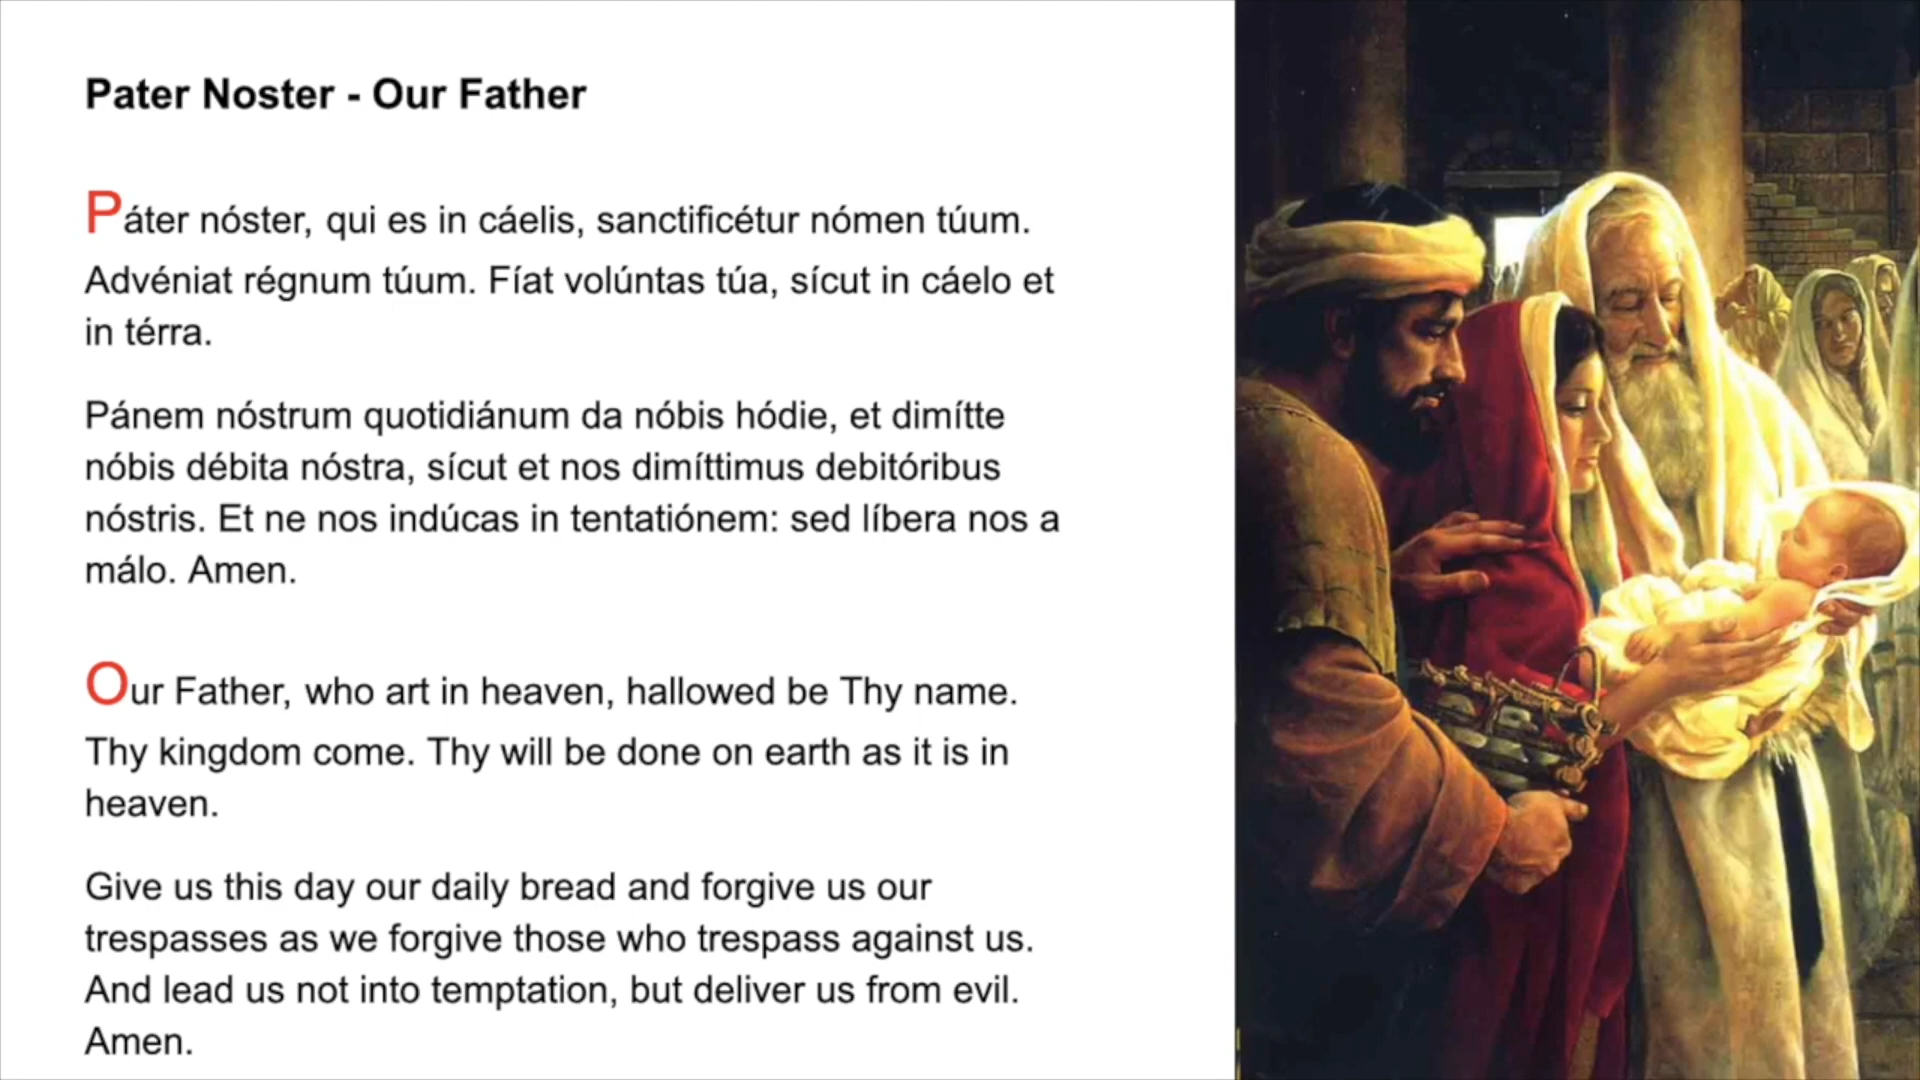 Pater Noster - Our Father
Páter nóster, qui es in cáelis, sanctificétur nómen túum.
Advéniat régnum túum. Fíat volúntas túa, sícut in cáelo et
in térra.
Pánem nóstrum quotidiánum da nóbis hódie, et dimítte
nóbis débita nóstra, sícut et nos dimíttimus debitóribus
nóstris. Et ne nos indúcas in tentatiónem: sed líbera nos a
málo. Amen.
Our Father, who art in heaven, hallowed be Thy name.
Thy kingdom come. Thy will be done on earth as it is in
heaven.
Give us this day our daily bread and forgive us our
trespasses as we forgive those who trespass against us.
And lead us not into temptation, but deliver us from evil.
Amen.